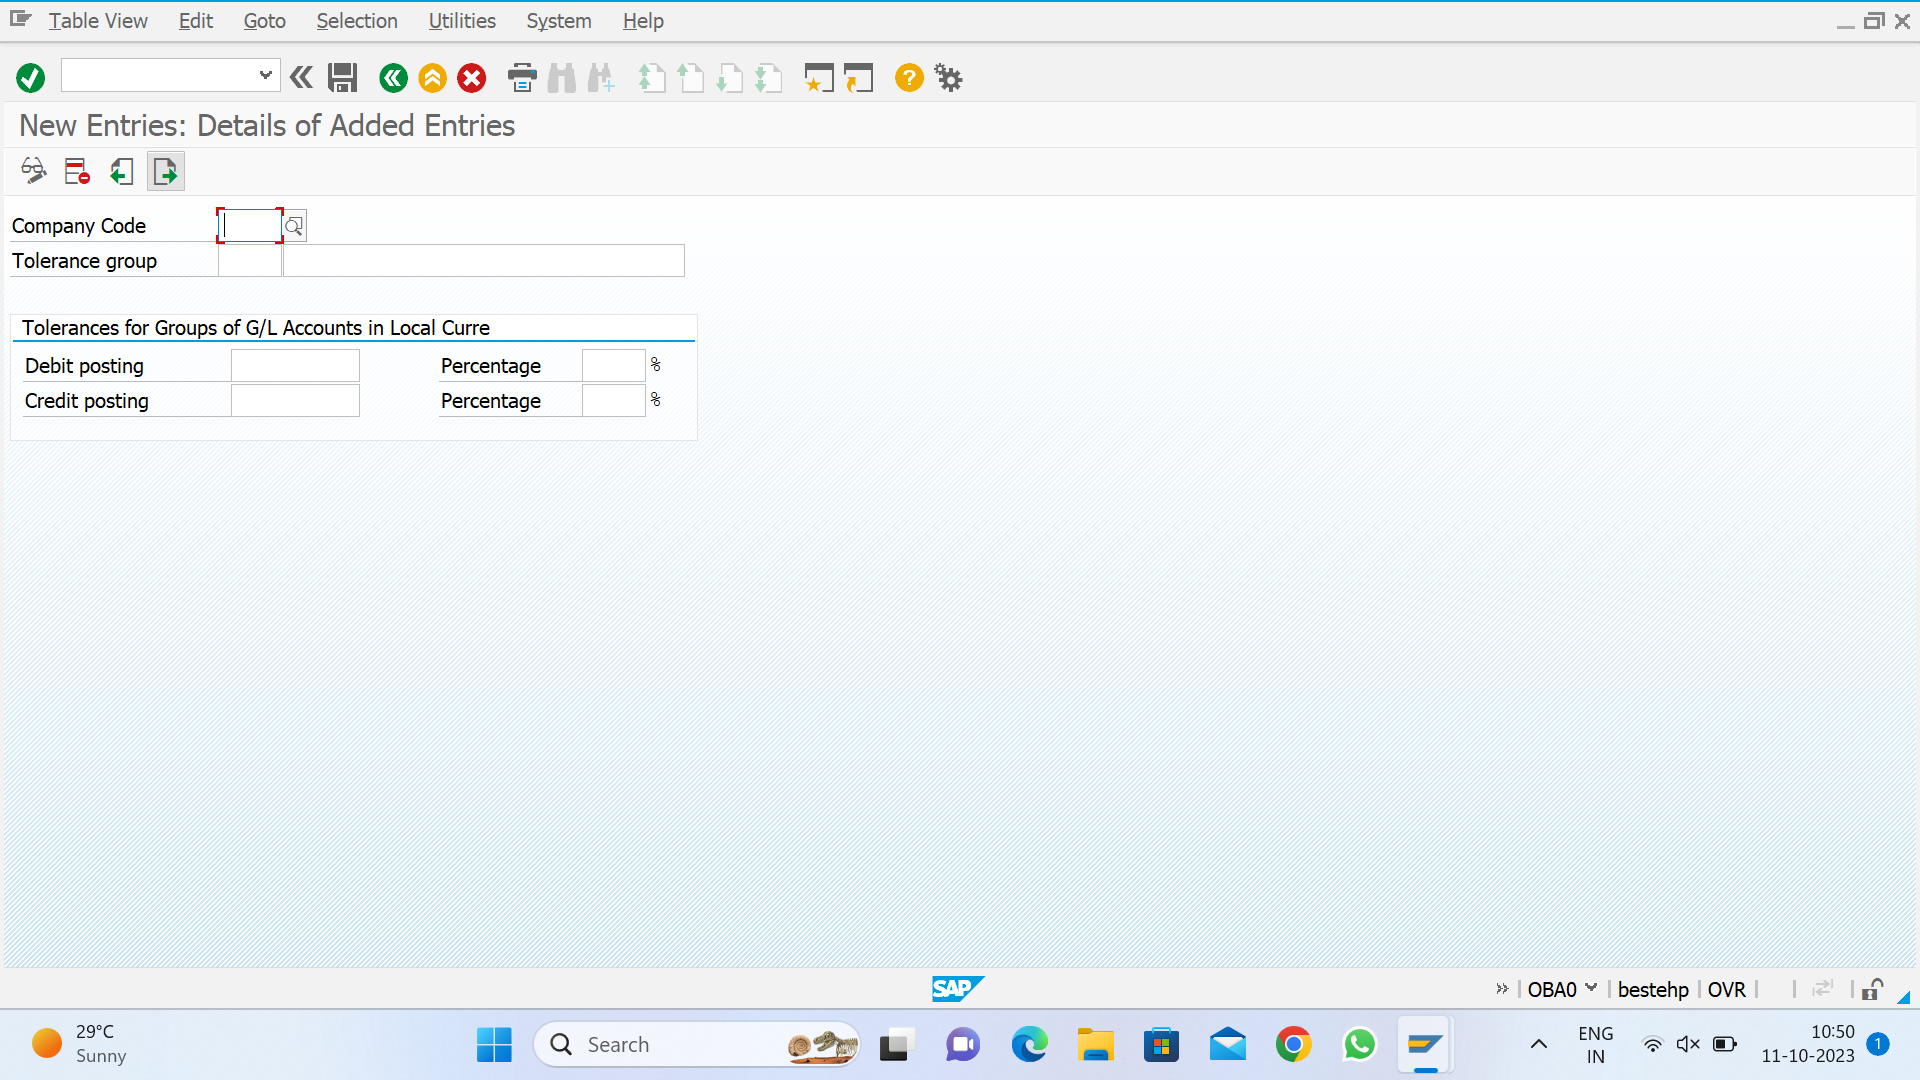 Table View Edit Goto Selection Utilities System Help
New Entries: Details of Added Entries
Company Code
Tolerance group
Tolerances for Groups of G/L Accounts in Local Curre
Debit posting Percentage %
Credit posting Percentage %
SAP
OBA0 bestehp OVR
29°C
Sunny
Search
ENG
IN
10:50
11-10-2023
1